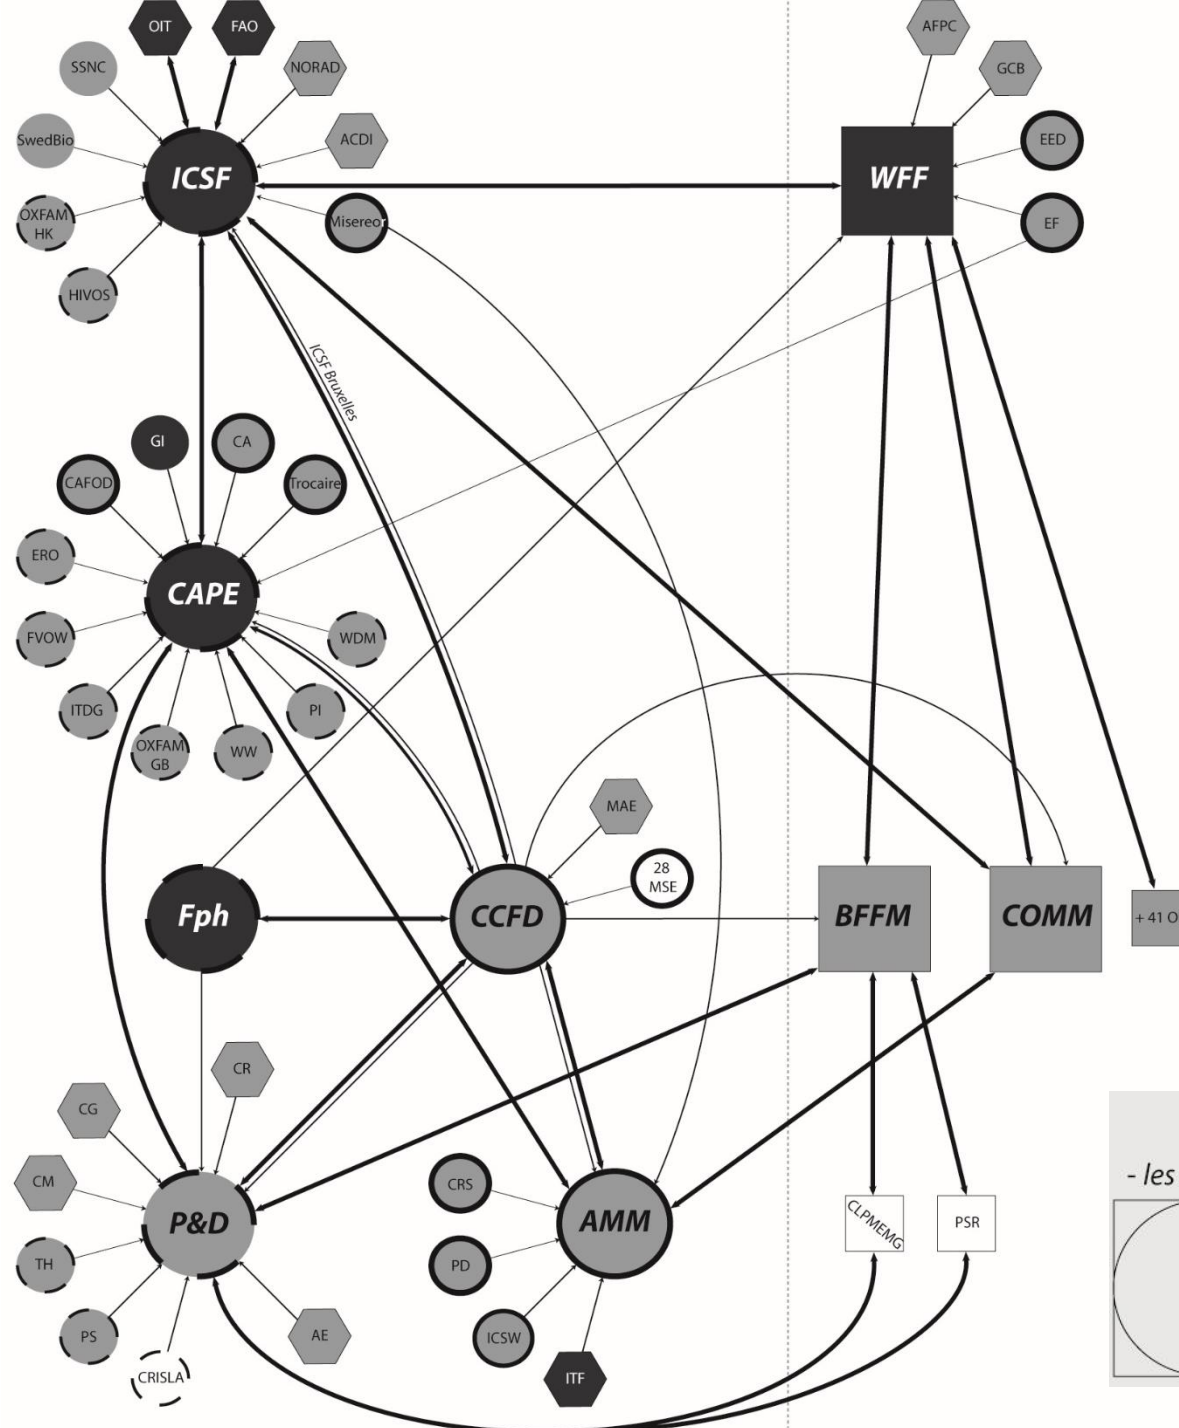 OIT
FAO
AFPC
SSNC
NORAD
GCB
SwedBio
ACDI
EED
ICSF
WFF
OXFAM
HK
Misereor
EF
HIVOS
ICSF Bruxelles
GI
CA
CAFOD
Trocaire
ERO
CAPE
FVOW
WDM
ITDG
PI
OXFAM
GB
WW
MAE
28
MSE
Fph
CCFD
BFFM
COMM
+ 41 O
CR
CG
CM
CRS
P&D
AMM
CLPMEMG
PSR
- les
TH
PD
PS
AE
ICSW
CRISLA
ITF